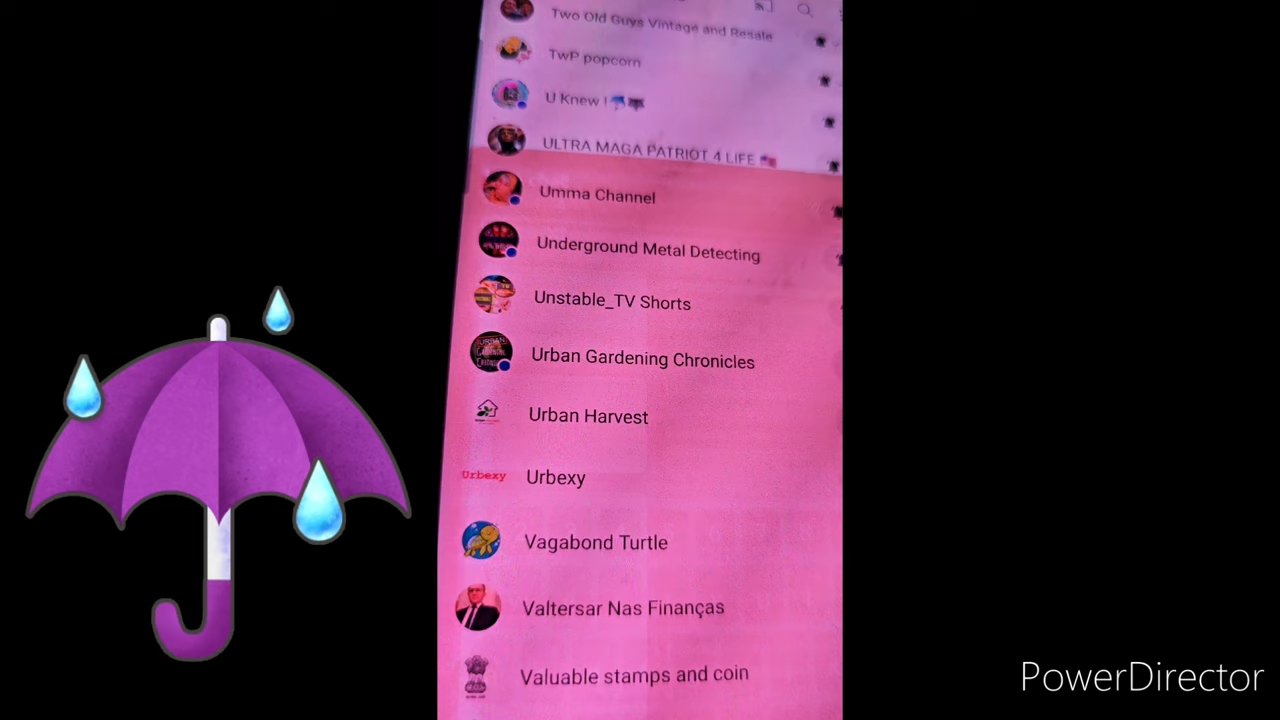 Two Old Guys Vintage and Resale
TwP popcorn
U Knew !
ULTRA MAGA PATRIOT 4 LIFE
Umma Channel
Underground Metal Detecting
Unstable_TV Shorts
URBAN
Urban Gardening Chronicles
Urban Harvest
Urbexy
Urbexy
Vagabond Turtle
Valtersar Nas Finanças
Valuable stamps and coin
PowerDirector